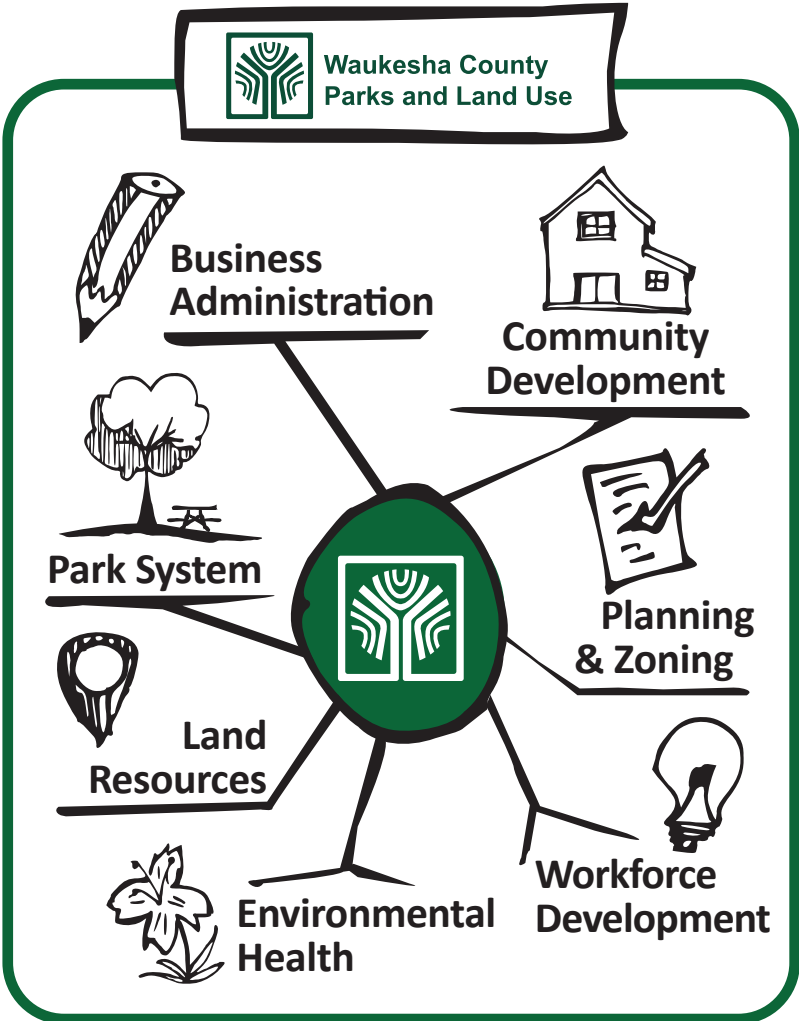 Waukesha County
Parks and Land Use
Business
Administration
Community
Development
Park System
Planning
& Zoning
Land
Resources
Environmental
Health
Workforce
Development